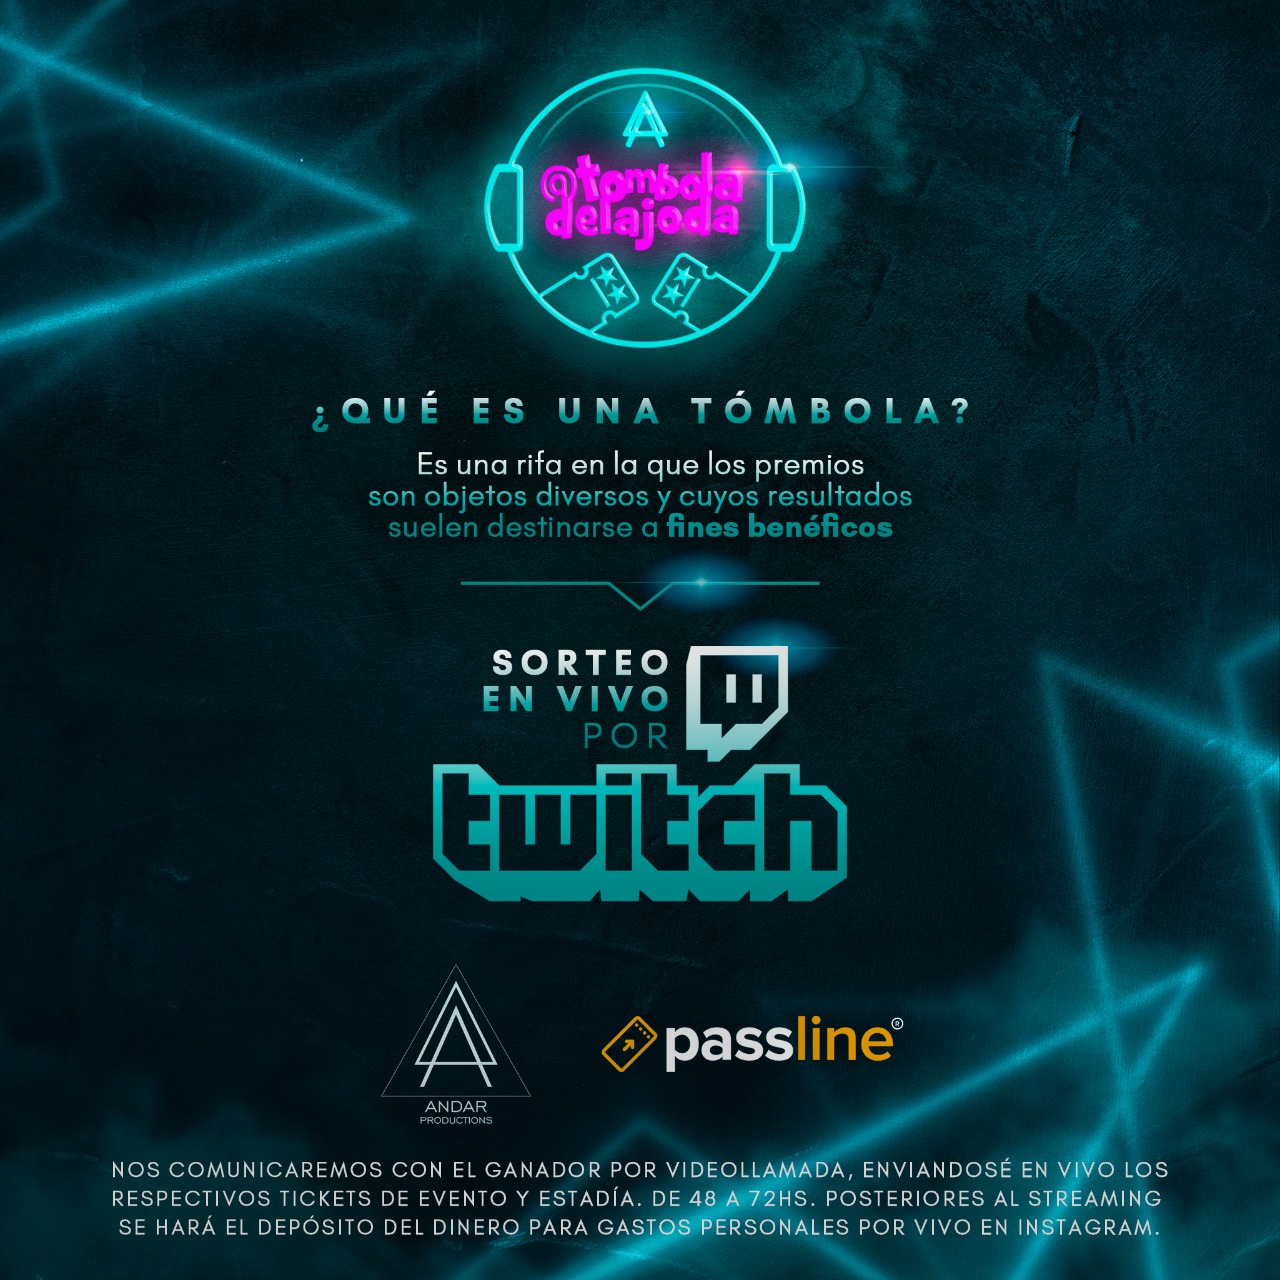 @tombola
delajoda
¿QUÉ ES UNA TÓMBOLA?
Es una rifa en la que los premios
son objetos diversos y cuyos resultados
suelen destinarse a fines benéficos
SORTEO
EN VIVO
POR
twitch
ANDAR
PRODUCTIONS
passline®
NOS COMUNICAREMOS CON EL GANADOR POR VIDEOLLAMADA, ENVIANDOSÉ EN VIVO LOS
RESPECTIVOS TICKETS DE EVENTO Y ESTADÍA. DE 48 A 72HS. POSTERIORES AL STREAMING
SE HARÁ EL DEPÓSITO DEL DINERO PARA GASTOS PERSONALES POR VIVO EN INSTAGRAM.